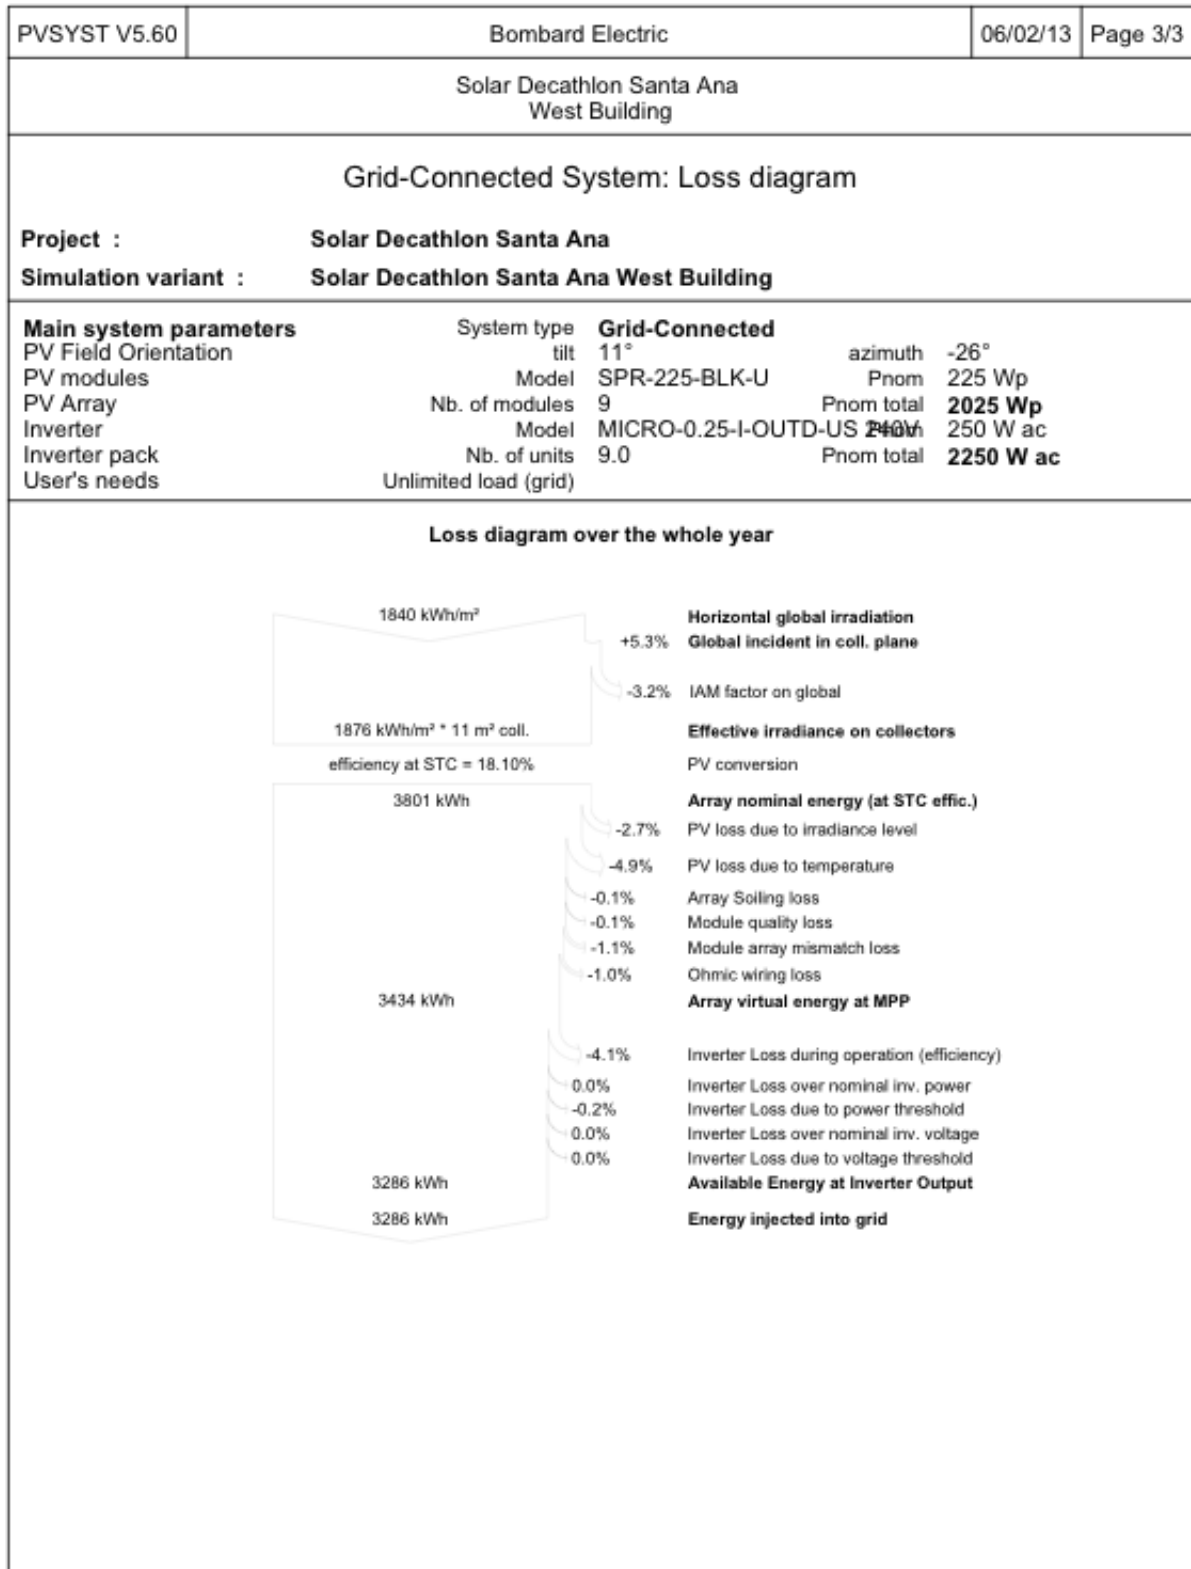 PVSYST V5.60 Bombard Electric 06/02/13 Page 3/3
Solar Decathlon Santa Ana
West Building
Grid-Connected System: Loss diagram
Project : Solar Decathlon Santa Ana
Simulation variant : Solar Decathlon Santa Ana West Building
Main system parameters System type Grid-Connected
PV Field Orientation tilt 11° azimuth -26°
PV modules Model SPR-225-BLK-U Pnom 225 Wp
PV Array Nb. of modules 9 Pnom total 2025 Wp
Inverter Model MICRO-0.25-I-OUTD-US 240V Pnom 250 W ac
Inverter pack Nb. of units 9.0 Pnom total 2250 W ac
User's needs Unlimited load (grid)
Loss diagram over the whole year
1840 kWh/m² Horizontal global irradiation
+5.3% Global incident in coll. plane
-3.2% IAM factor on global
1876 kWh/m² * 11 m² coll. Effective irradiance on collectors
efficiency at STC = 18.10% PV conversion
3801 kWh Array nominal energy (at STC effic.)
-2.7% PV loss due to irradiance level
-4.9% PV loss due to temperature
-0.1% Array Soiling loss
-0.1% Module quality loss
-1.1% Module array mismatch loss
-1.0% Ohmic wiring loss
3434 kWh Array virtual energy at MPP
-4.1% Inverter Loss during operation (efficiency)
0.0% Inverter Loss over nominal inv. power
-0.2% Inverter Loss due to power threshold
0.0% Inverter Loss over nominal inv. voltage
0.0% Inverter Loss due to voltage threshold
3286 kWh Available Energy at Inverter Output
3286 kWh Energy injected into grid